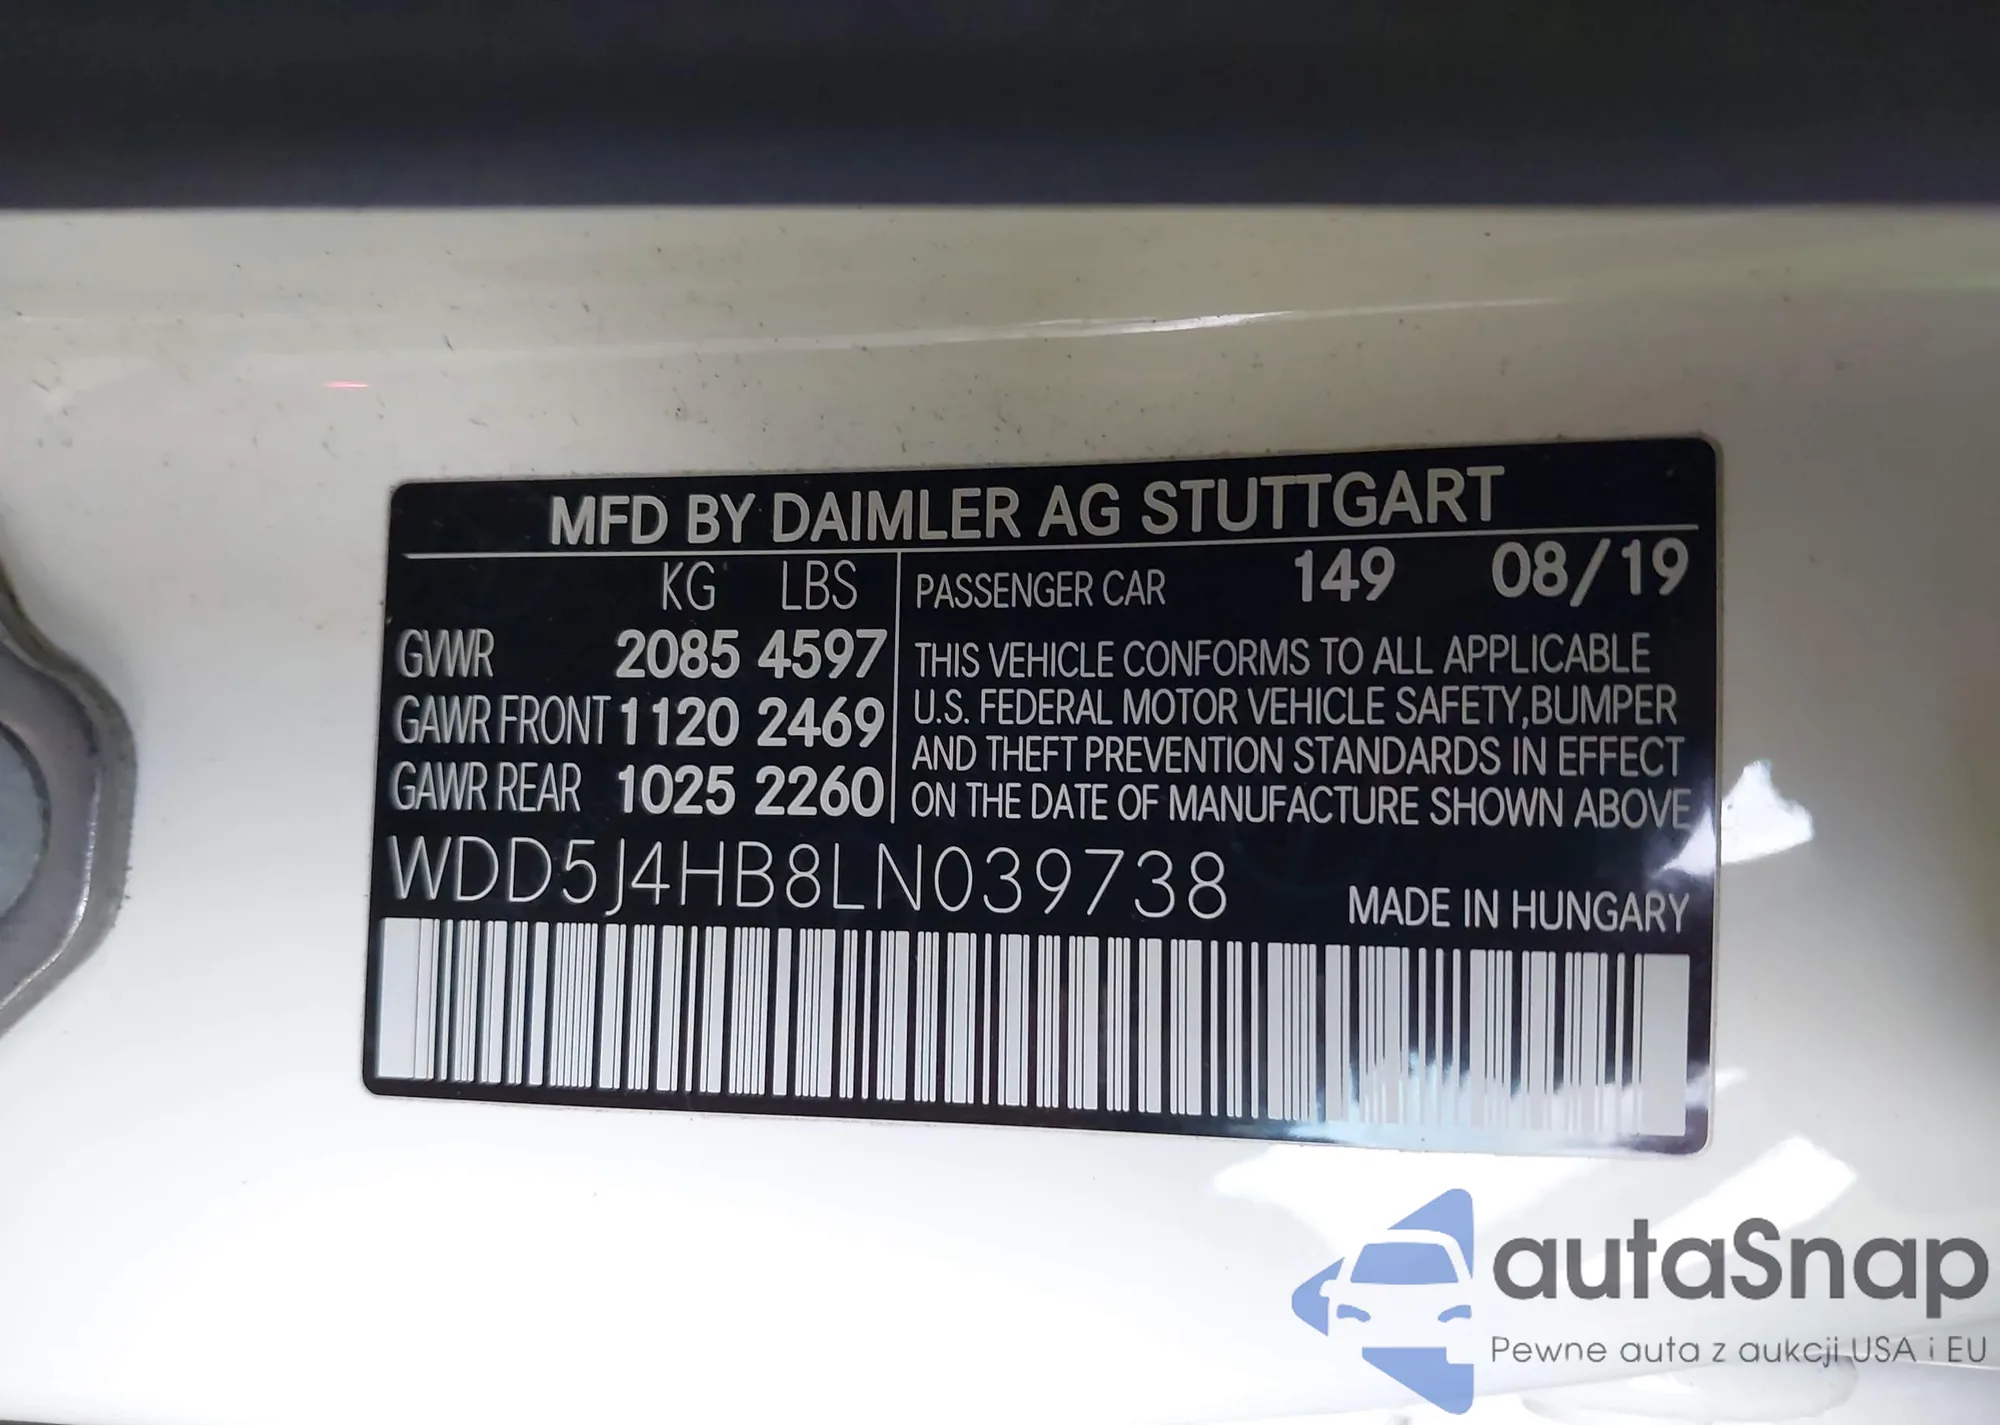 MFD BY DAIMLER AG STUTTGART
KG LBS
GVWR 2085 4597
GAWR FRONT 1120 2469
GAWR REAR 1025 2260
PASSENGER CAR 149 08/19
THIS VEHICLE CONFORMS TO ALL APPLICABLE
U.S. FEDERAL MOTOR VEHICLE SAFETY, BUMPER
AND THEFT PREVENTION STANDARDS IN EFFECT
ON THE DATE OF MANUFACTURE SHOWN ABOVE
WDD5J4HB8LN039738
MADE IN HUNGARY
autaSnap
Pewne auta z aukcji USA i EU